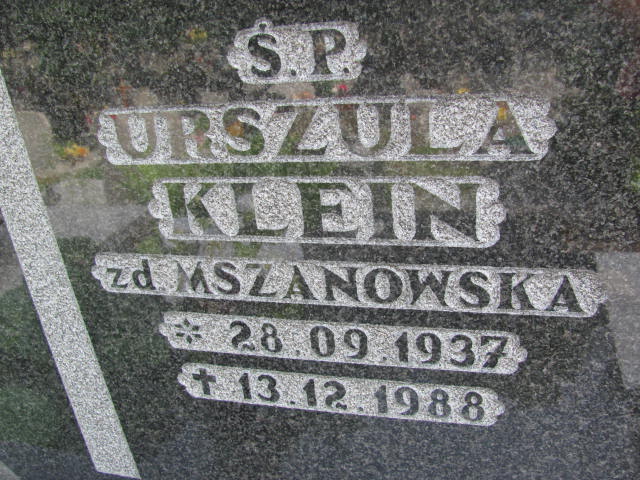 Ś.P.
URSZULA
KLEIN
zd. MSZANOWSKA
* 28.09.1937
† 13.12.1988